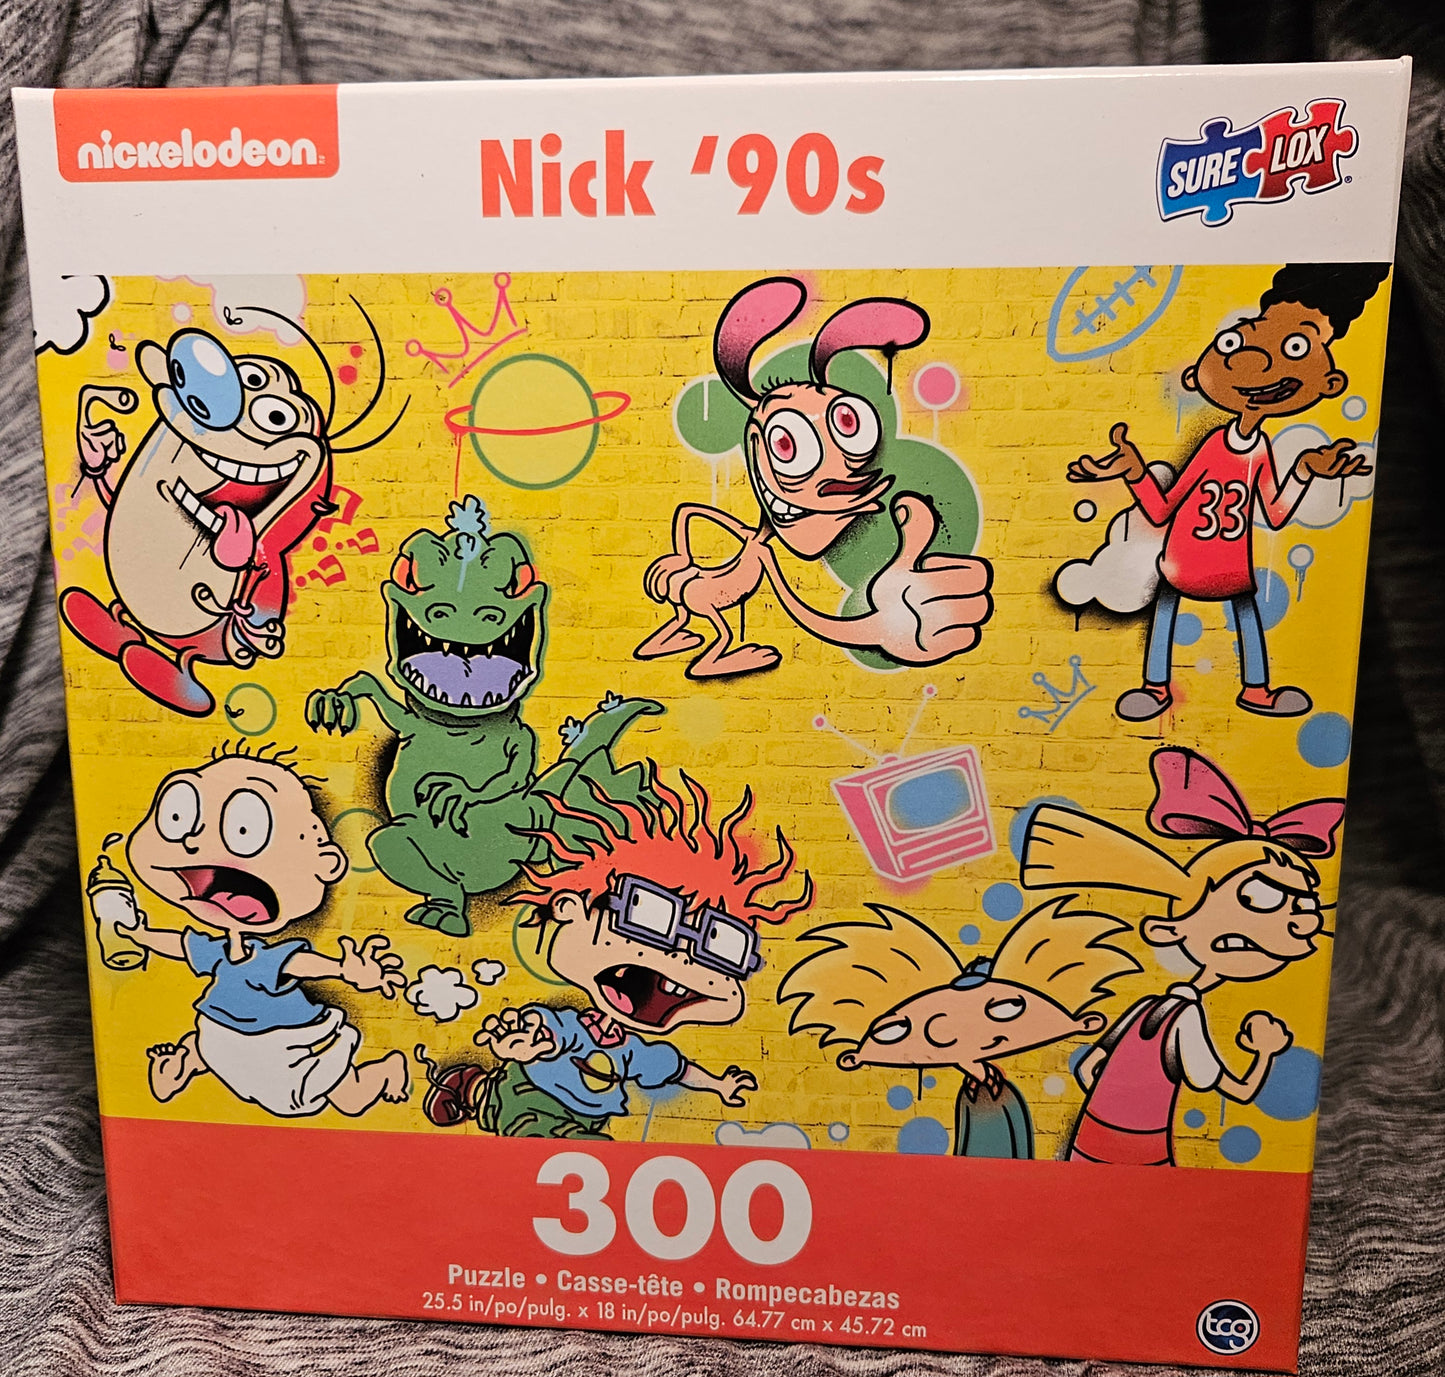 nickelodeon
Nick '90s
SURE LOX ®
33
300
Puzzle • Casse-tête • Rompecabezas
25.5 in/po/pulg. x 18 in/po/pulg. 64.77 cm x 45.72 cm
tcg